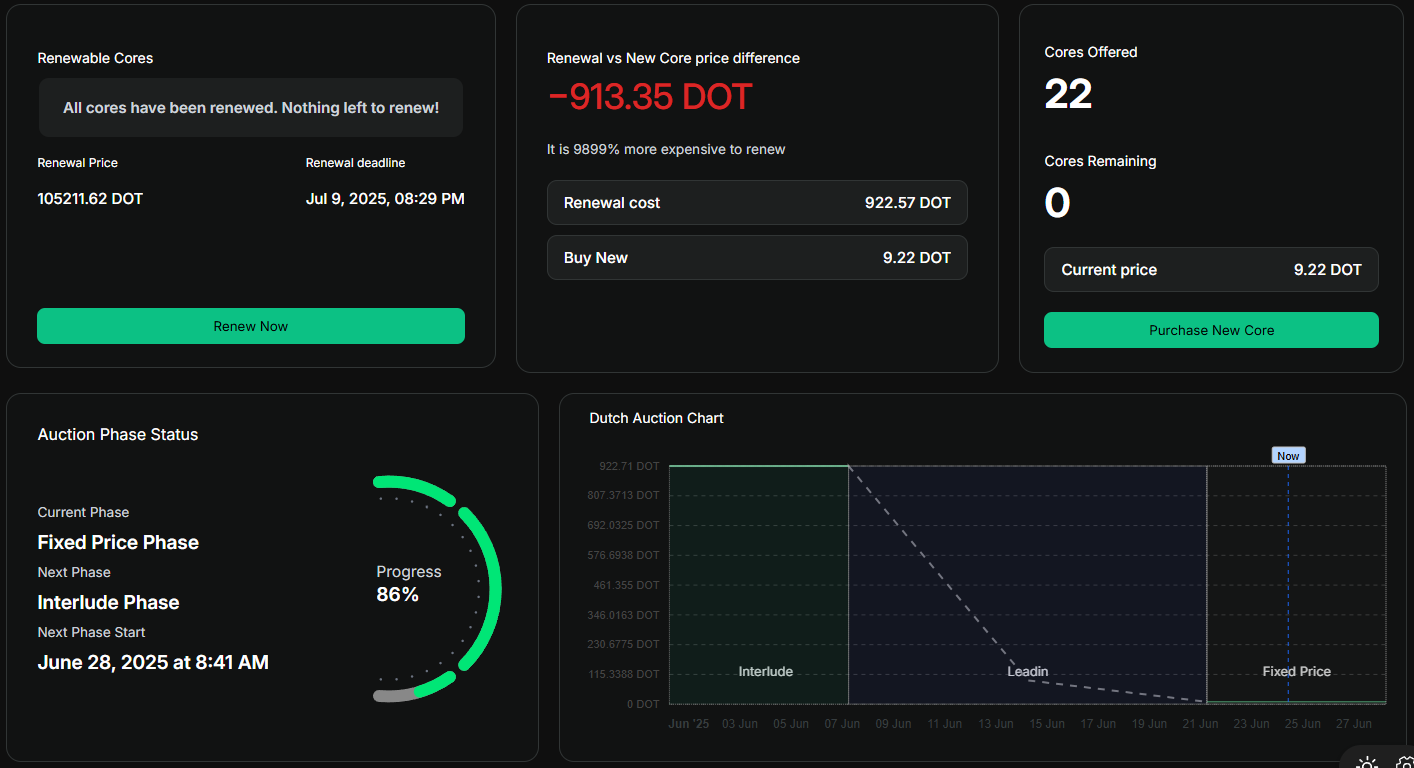 Renewable Cores
All cores have been renewed. Nothing left to renew!
Renewal Price
Renewal deadline
105211.62 DOT
Jul 9, 2025, 08:29 PM
Renew Now
Renewal vs New Core price difference
−913.35 DOT
It is 9899% more expensive to renew
Renewal cost
922.57 DOT
Buy New
9.22 DOT
Cores Offered
22
Cores Remaining
0
Current price
9.22 DOT
Purchase New Core
Auction Phase Status
Current Phase
Fixed Price Phase
Next Phase
Interlude Phase
Next Phase Start
June 28, 2025 at 8:41 AM
Progress
86%
Dutch Auction Chart
Now
922.71 DOT
807.3713 DOT
692.0325 DOT
576.6938 DOT
461.355 DOT
346.0163 DOT
230.6775 DOT
115.3388 DOT
0 DOT
Interlude
Leadin
Fixed Price
Jun '25
03 Jun
05 Jun
07 Jun
09 Jun
11 Jun
13 Jun
15 Jun
17 Jun
19 Jun
21 Jun
23 Jun
25 Jun
27 Jun